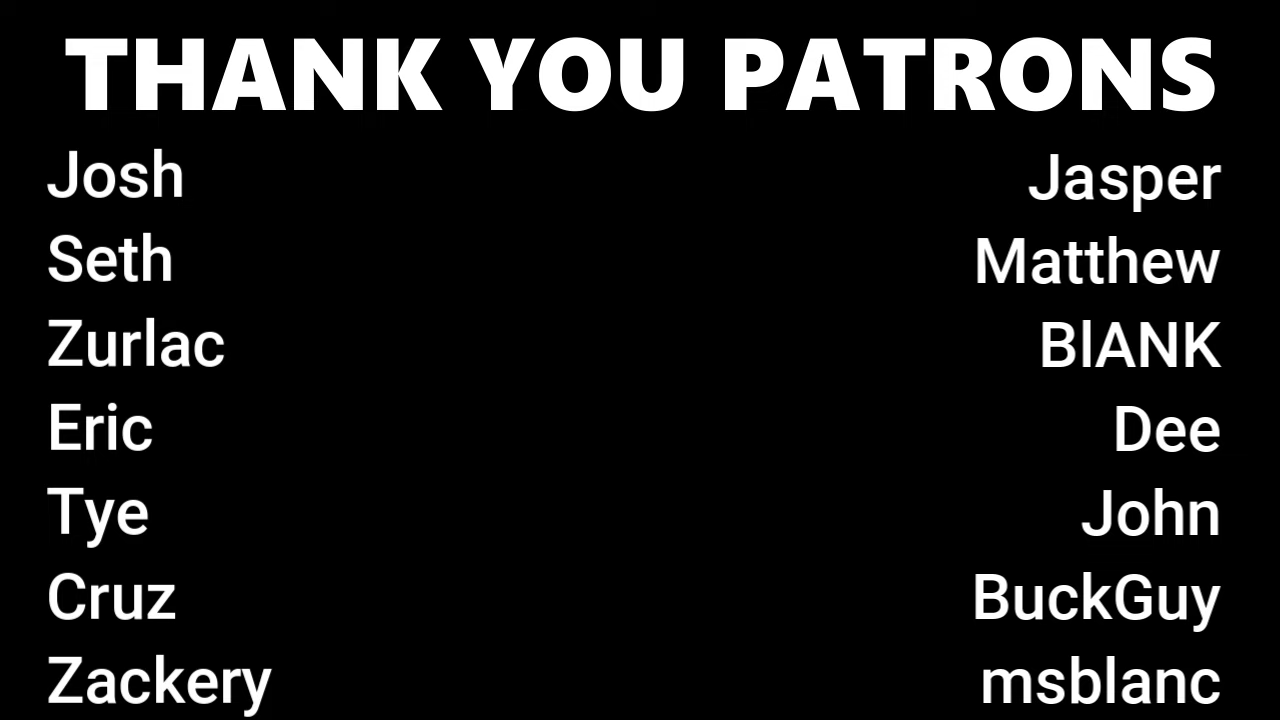 THANK YOU PATRONS
Josh
Seth
Zurlac
Eric
Tye
Cruz
Zackery
Jasper
Matthew
BlANK
Dee
John
BuckGuy
msblanc